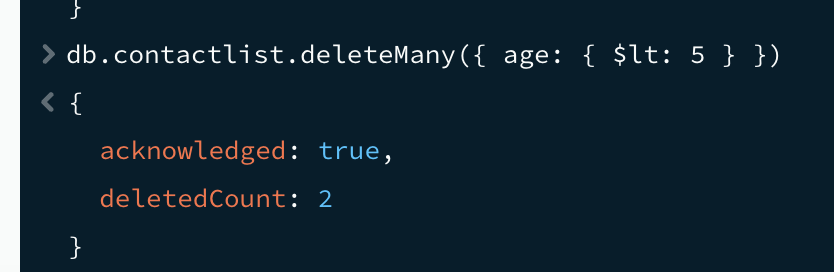 }
> db.contactlist.deleteMany({ age: { $lt: 5 } })
< {
acknowledged: true,
deletedCount: 2
}